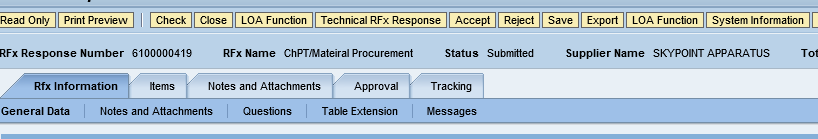 Read Only Print Preview Check Close LOA Function Technical RFx Response Accept Reject Save Export LOA Function System Information
RFx Response Number 6100000419 RFx Name ChPT/Mateiral Procurement Status Submitted Supplier Name SKYPOINT APPARATUS Tot
Rfx Information Items Notes and Attachments Approval Tracking
General Data Notes and Attachments Questions Table Extension Messages